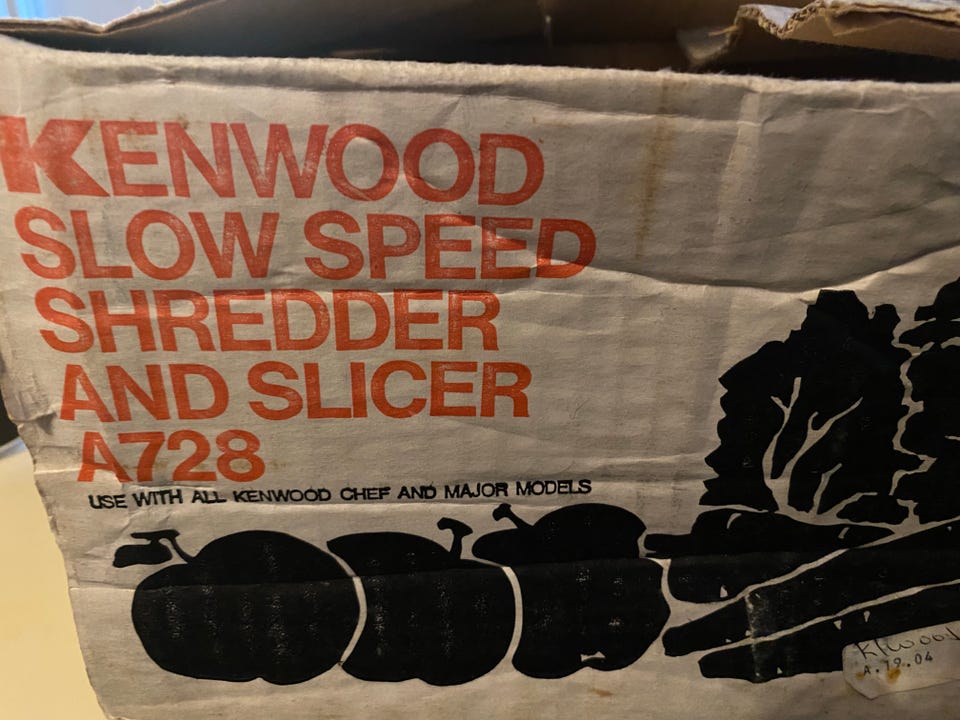 KENWOOD
SLOW SPEED
SHREDDER
AND SLICER
A728
USE WITH ALL KENWOOD CHEF AND MAJOR MODELS